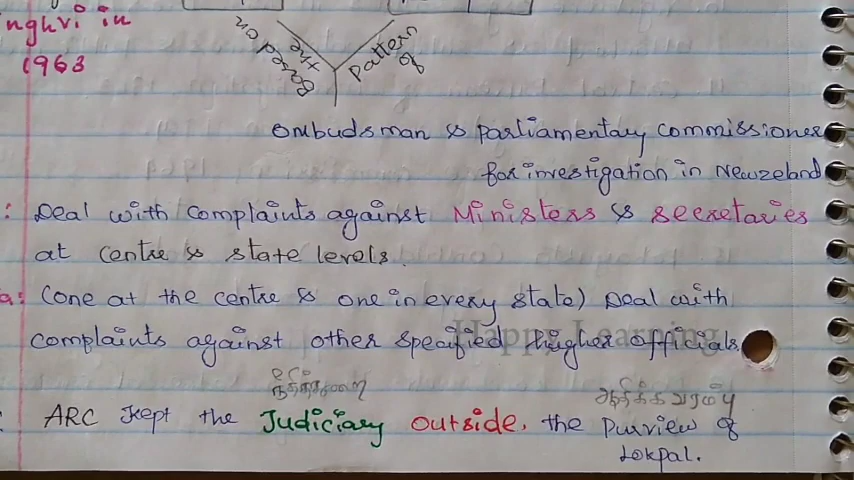 nghvi in
1963
Based on
the
Pattern
of
Ombudsman & parliamentary commissioner
for investigation in Newzeland
: Deal with complaints against Ministers & secretaries
at centre & state levels.
a: (one at the centre & one in every state) Deal with
complaints against other specified higher officials.
Happy Learning
: ARC kept the Judiciary outside, the Purview of
Lokpal.